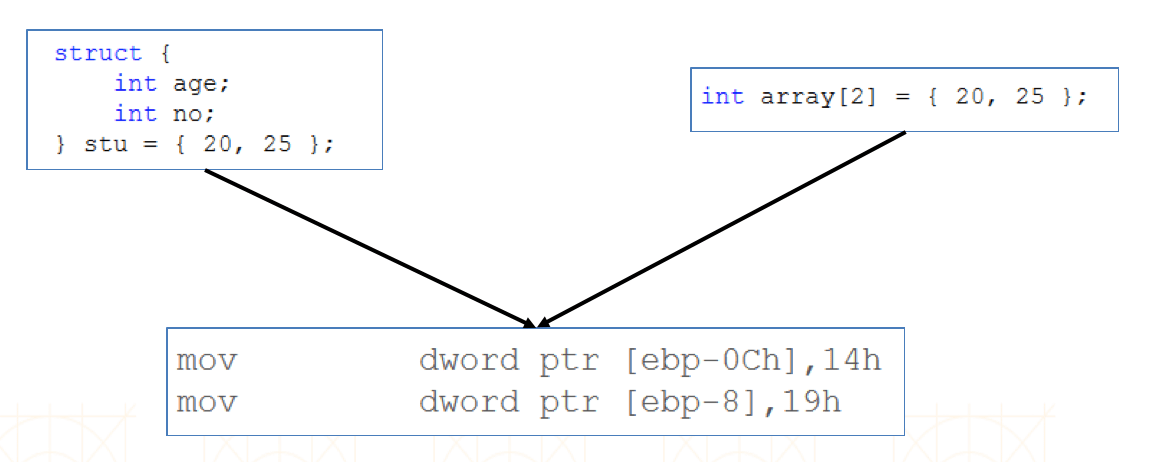 struct {
    int age;
    int no;
} stu = { 20, 25 };
int array[2] = { 20, 25 };
mov dword ptr [ebp-0Ch],14h
mov dword ptr [ebp-8],19h